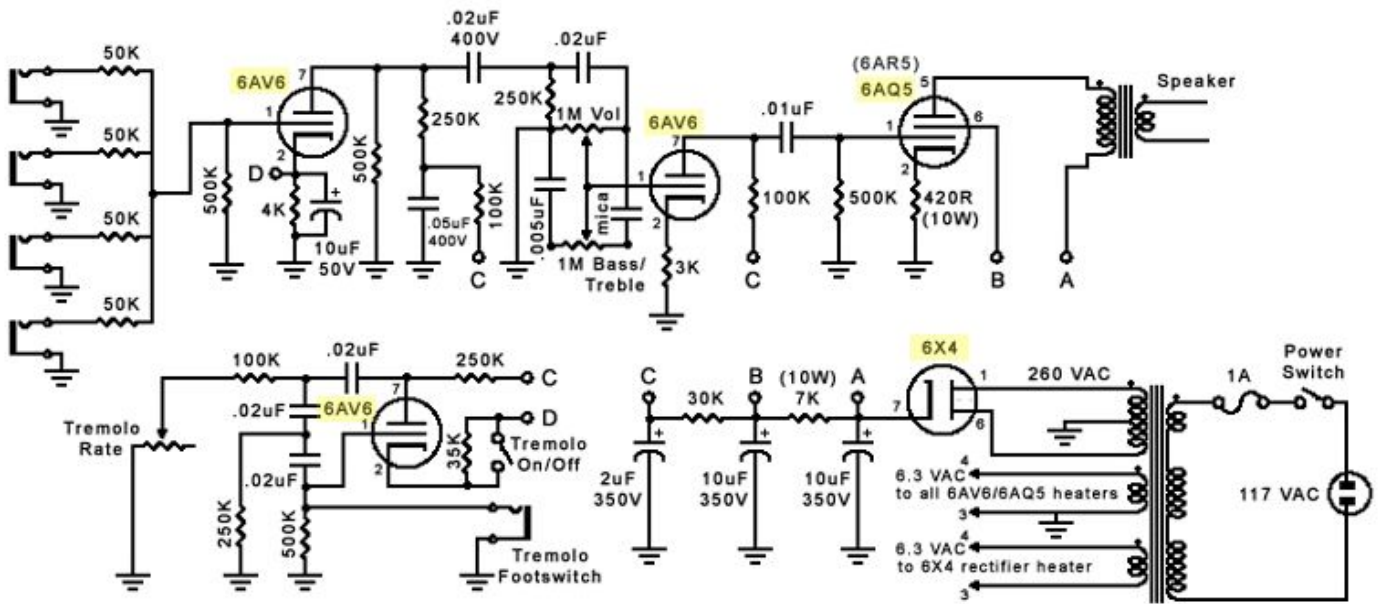 50K
50K
50K
50K
500K
6AV6
7
1
2
D
4K
+
10uF
50V
500K
250K
.05uF
400V
100K
C
.02uF
400V
.02uF
250K
1M Vol
.005uF
mica
1M Bass/
Treble
6AV6
7
1
2
3K
100K
C
.01uF
500K
(6AR5)
6AQ5
5
6
1
2
420R
(10W)
B
A
+
Speaker
Tremolo
Rate
100K
.02uF
.02uF
.02uF
250K
500K
6AV6
7
1
2
250K
C
D
35K
Tremolo
On/Off
Tremolo
Footswitch
C
30K
B
(10W)
7K
A
+
2uF
350V
+
10uF
350V
+
10uF
350V
6X4
7
1
6
260 VAC
+
4
6.3 VAC
to all 6AV6/6AQ5 heaters
3
+
4
6.3 VAC
to 6X4 rectifier heater
3
+
+
+
+
1A
Power
Switch
117 VAC